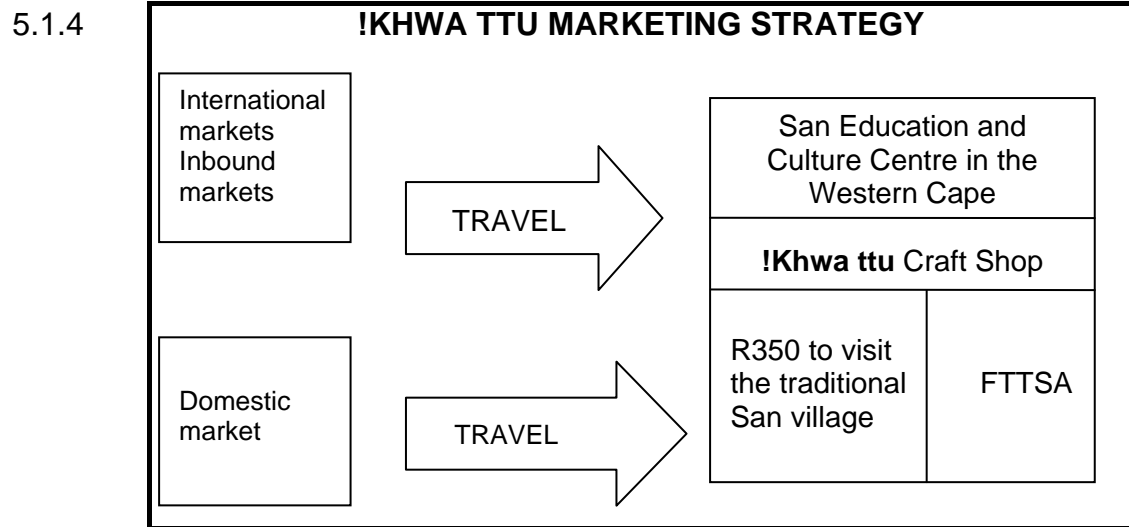 5.1.4
!KHWA TTU MARKETING STRATEGY
International
markets
Inbound
markets
TRAVEL
San Education and
Culture Centre in the
Western Cape
!Khwa ttu Craft Shop
R350 to visit
the traditional
San village
FTTSA
Domestic
market
TRAVEL